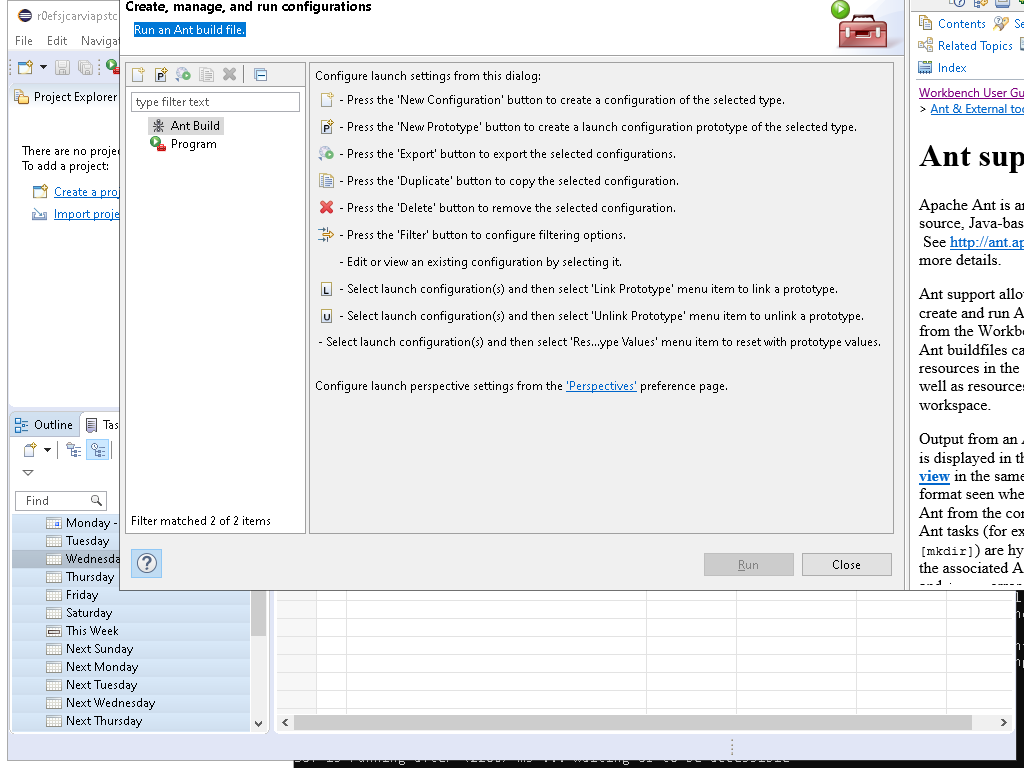 r0efsjcarviapstc
File Edit Naviga
Project Explorer
There are no proje
To add a project:
Create a proj
Import proje
Outline
Tas
Find
Monday -
Tuesday
Wednesda
Thursday
Friday
Saturday
This Week
Next Sunday
Next Monday
Next Tuesday
Next Wednesday
Next Thursday
Create, manage, and run configurations
Run an Ant build file.
type filter text
Ant Build
Program
Filter matched 2 of 2 items
Configure launch settings from this dialog:
- Press the 'New Configuration' button to create a configuration of the selected type.
- Press the 'New Prototype' button to create a launch configuration prototype of the selected type.
- Press the 'Export' button to export the selected configurations.
- Press the 'Duplicate' button to copy the selected configuration.
- Press the 'Delete' button to remove the selected configuration.
- Press the 'Filter' button to configure filtering options.
- Edit or view an existing configuration by selecting it.
L - Select launch configuration(s) and then select 'Link Prototype' menu item to link a prototype.
U - Select launch configuration(s) and then select 'Unlink Prototype' menu item to unlink a prototype.
- Select launch configuration(s) and then select 'Res...ype Values' menu item to reset with prototype values.
Configure launch perspective settings from the 'Perspectives' preference page.
?
Run
Close
Contents Se
Related Topics
Index
Workbench User Gu
> Ant & External too
Ant sup
Apache Ant is an
source, Java-bas
See http://ant.ap
more details.
Ant support allo
create and run A
from the Workbe
Ant buildfiles ca
resources in the
well as resources
workspace.
Output from an A
is displayed in th
view in the same
format seen whe
Ant from the con
Ant tasks (for ex
[mkdir]) are hy
the associated A